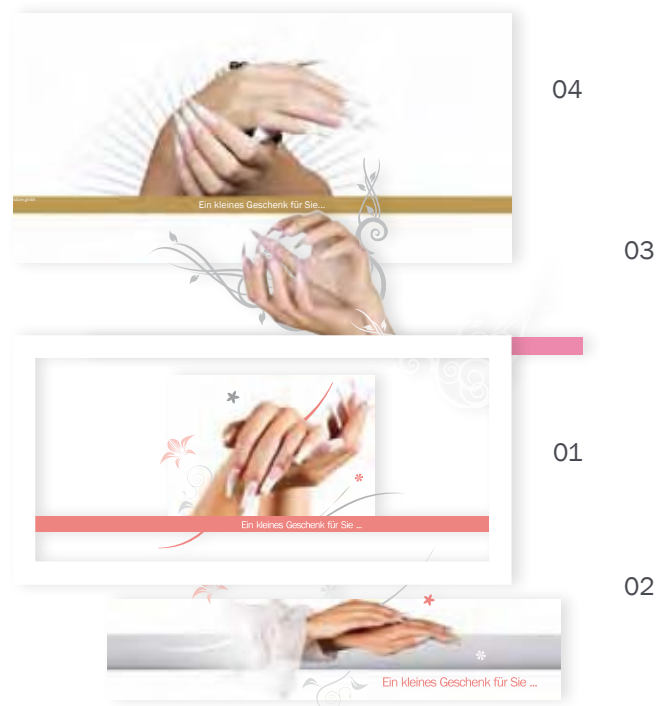 04
Ein kleines Geschenk für Sie...
03
01
Ein kleines Geschenk für Sie ...
02
Ein kleines Geschenk für Sie ...